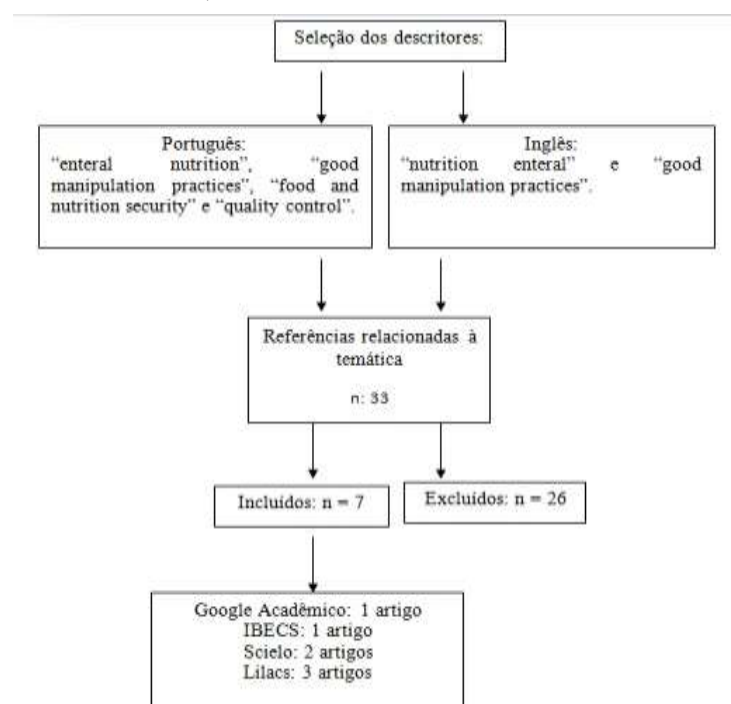 Seleção dos descritores:
Português:
“enteral nutrition”, “good
manipulation practices”, “food and
nutrition security” e “quality control”.
Inglês:
“nutrition enteral” e “good
manipulation practices”.
Referências relacionadas à
temática
n: 33
Incluídos: n = 7
Excluídos: n = 26
Google Acadêmico: 1 artigo
IBECS: 1 artigo
Scielo: 2 artigos
Lilacs: 3 artigos